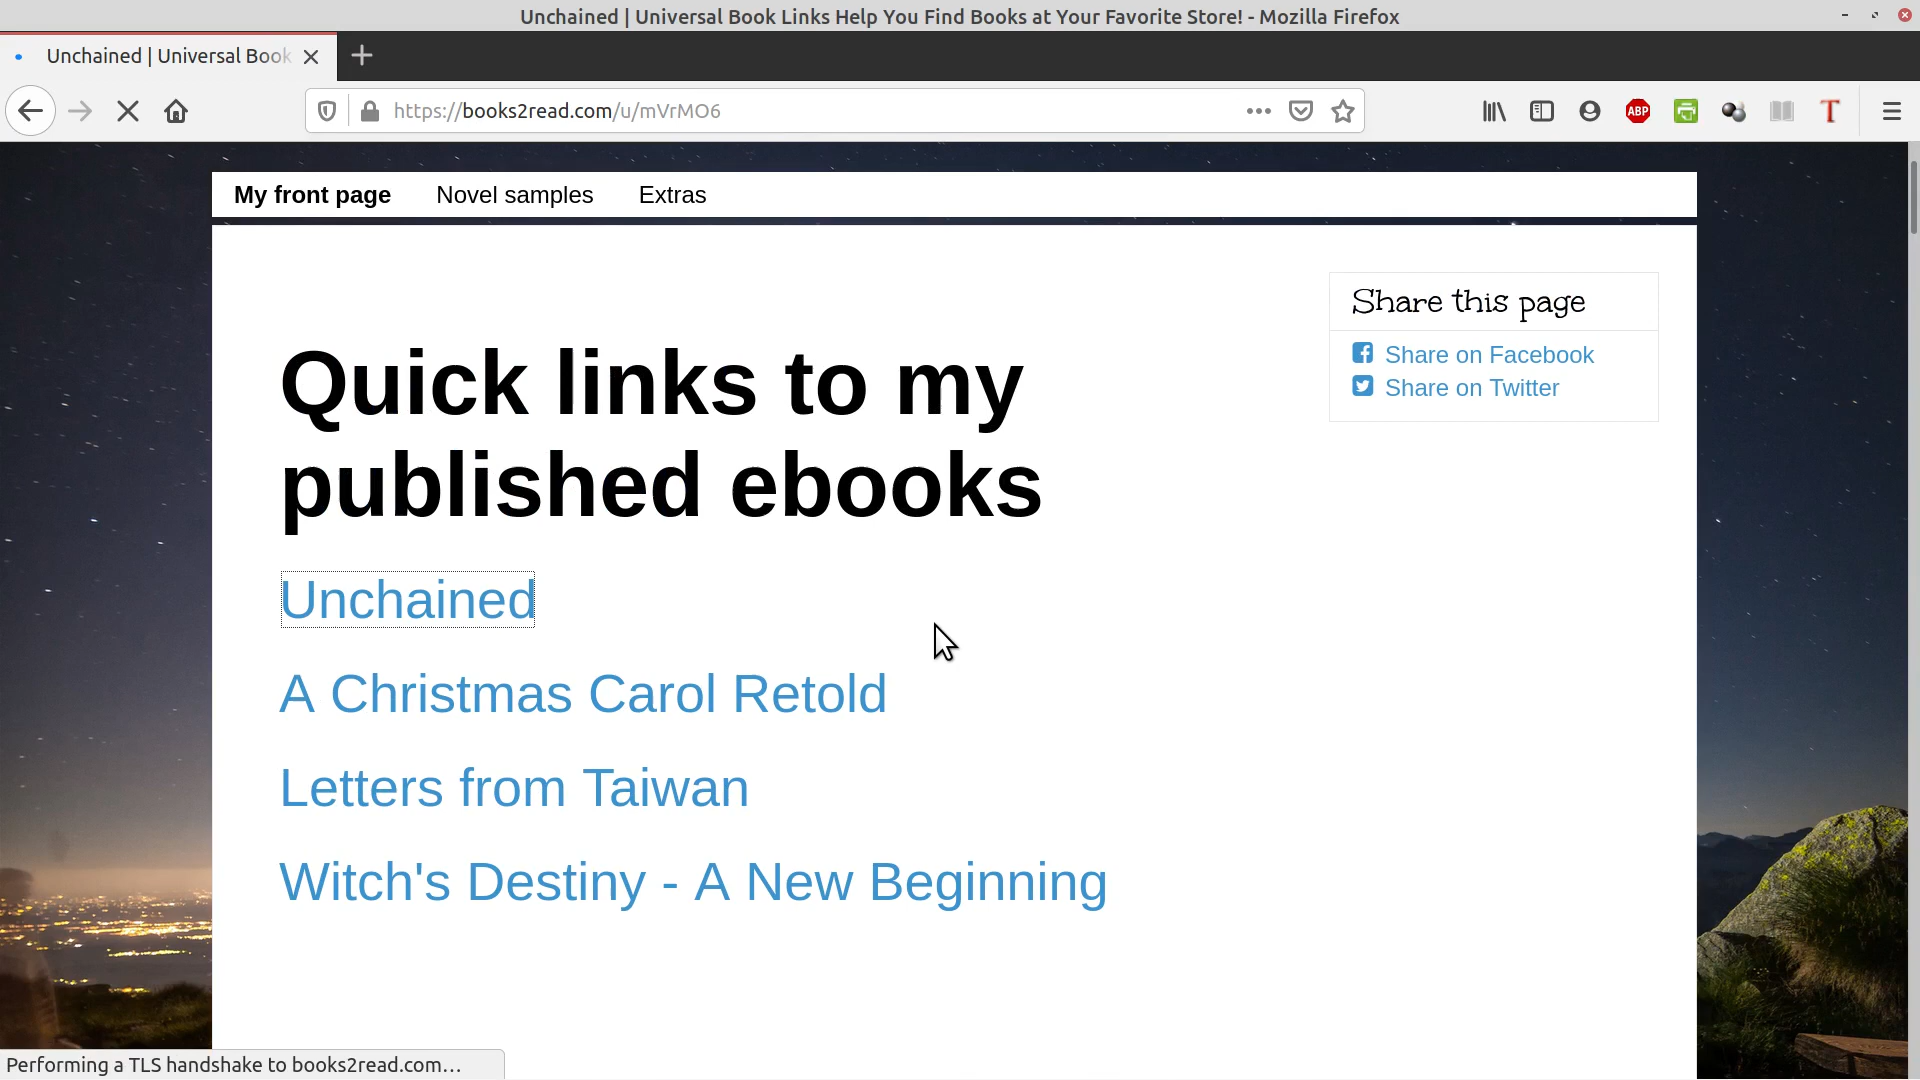 Unchained | Universal Book Links Help You Find Books at Your Favorite Store! - Mozilla Firefox
Unchained | Universal Book
https://books2read.com/u/mVrMO6
ABP
T
My front page Novel samples Extras
Share this page
Share on Facebook
Share on Twitter
Quick links to my
published ebooks
Unchained
A Christmas Carol Retold
Letters from Taiwan
Witch's Destiny - A New Beginning
Performing a TLS handshake to books2read.com…